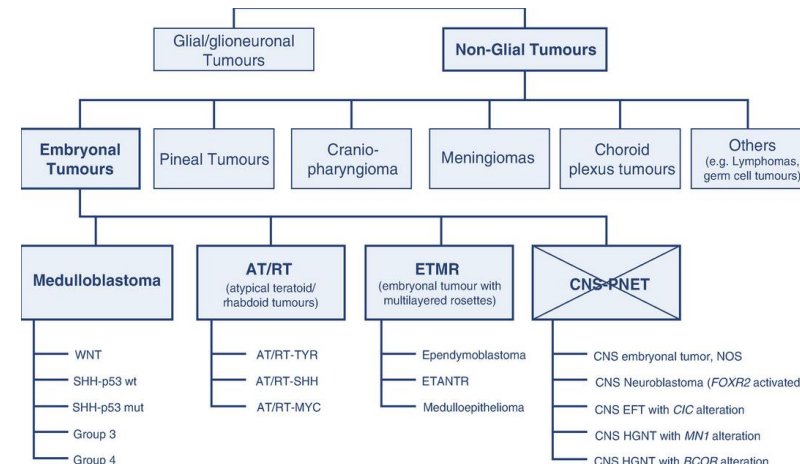 Glial/glioneuronal
Tumours
Non-Glial Tumours
Embryonal
Tumours
Pineal Tumours
Cranio-
pharyngioma
Meningiomas
Choroid
plexus tumours
Others
(e.g. Lymphomas,
germ cell tumours)
Medulloblastoma
AT/RT
(atypical teratoid/
rhabdoid tumours)
ETMR
(embryonal tumour with
multilayered rosettes)
CNS-PNET
WNT
SHH-p53 wt
SHH-p53 mut
Group 3
Group 4
AT/RT-TYR
AT/RT-SHH
AT/RT-MYC
Ependymoblastoma
ETANTR
Medulloepithelioma
CNS embryonal tumor, NOS
CNS Neuroblastoma (FOXR2 activated
CNS EFT with CIC alteration
CNS HGNT with MN1 alteration
CNS HGNT with BCOR alteration